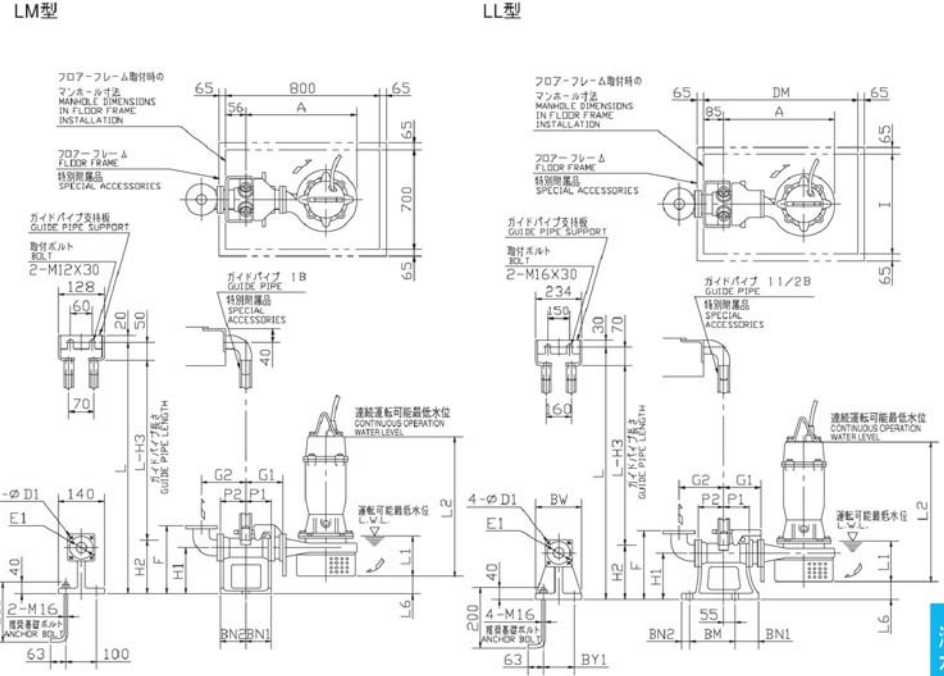 LM型
フロアーフレーム取付時の
マンホール寸法
MANHOLE DIMENSIONS
IN FLOOR FRAME
INSTALLATION
フロアーフレーム
FLOOR FRAME
特別附属品
SPECIAL ACCESSORIES
65
800
65
56
A
65
700
65
ガイドパイプ支持板
GUIDE PIPE SUPPORT
取付ボルト
BOLT
2-M12X30
128
60
20
50
70
ガイドパイプ 1B
GUIDE PIPE
特別附属品
SPECIAL
ACCESSORIES
40
L
L-H3
ガイドパイプ長さ
GUIDE PIPE LENGTH
連続運転可能最低水位
CONTINUOUS OPERATION
WATER LEVEL
G2
G1
P2
P1
運転可能最低水位
L.W.L.
L2
L1
L6
-φD1
140
E1
40
H2
F
H1
2-M16
推奨基礎ボルト
ANCHOR BOLT
63
100
BN2
BN1
LL型
フロアーフレーム取付時の
マンホール寸法
MANHOLE DIMENSIONS
IN FLOOR FRAME
INSTALLATION
フロアーフレーム
FLOOR FRAME
特別附属品
SPECIAL ACCESSORIES
65
DM
65
85
A
65
I
65
ガイドパイプ支持板
GUIDE PIPE SUPPORT
取付ボルト
BOLT
2-M16X30
234
150
30
70
160
ガイドパイプ 11/2B
GUIDE PIPE
特別附属品
SPECIAL
ACCESSORIES
L
L-H3
ガイドパイプ長さ
GUIDE PIPE LENGTH
連続運転可能最低水位
CONTINUOUS OPERATION
WATER LEVEL
G2
G1
P2
P1
運転可能最低水位
L.W.L.
L2
L1
L6
4-φD1
BW
E1
40
200
H2
F
H1
4-M16
推奨基礎ボルト
ANCHOR BOLT
63
BY1
55
BN2
BM
BN1